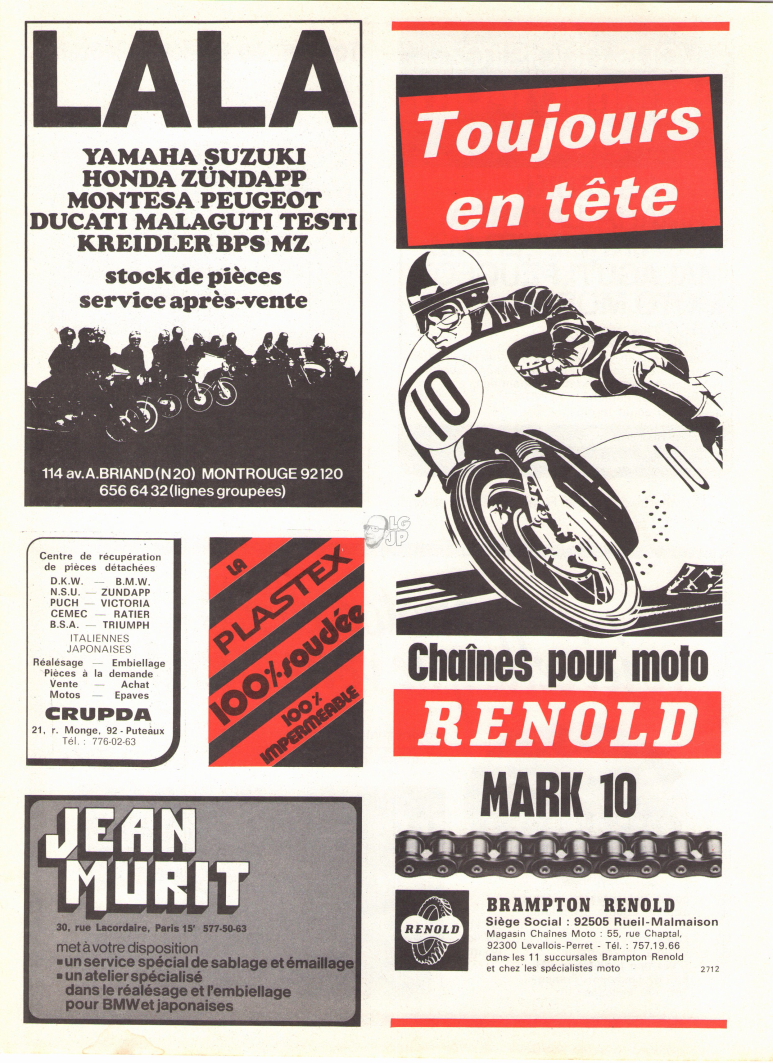 LALA
YAMAHA SUZUKI
HONDA ZÜNDAPP
MONTESA PEUGEOT
DUCATI MALAGUTI TESTI
KREIDLER BPS MZ
stock de pièces
service après-vente
114 av. A. BRIAND (N 20) MONTROUGE 92120
656 64 32 (lignes groupées)
Centre de récupération
de pièces détachées
D.K.W. — B.M.W.
N.S.U. — ZUNDAPP
PUCH — VICTORIA
CEMEC — RATIER
B.S.A. — TRIUMPH
ITALIENNES
JAPONAISES
Réalésage — Embiellage
Pièces à la demande
Vente — Achat
Motos — Epaves
CRUPDA
21, r. Monge, 92 - Puteaux
Tél. : 776-02-63
LA
PLASTEX
100% soudée
100%
IMPERMÉABLE
JEAN
MURIT
30, rue Lacordaire, Paris 15' 577-50-63
met à votre disposition
▪ un service spécial de sablage et émaillage
▪ un atelier spécialisé
dans le réalésage et l'embiellage
pour BMW et japonaises
Toujours
en tête
10
10
LG
JP
Chaînes pour moto
RENOLD
MARK 10
RENOLD
BRAMPTON RENOLD
Siège Social : 92505 Rueil-Malmaison
Magasin Chaînes Moto : 55, rue Chaptal,
92300 Levallois-Perret - Tél. : 757.19.66
dans les 11 succursales Brampton Renold
et chez les spécialistes moto 2712